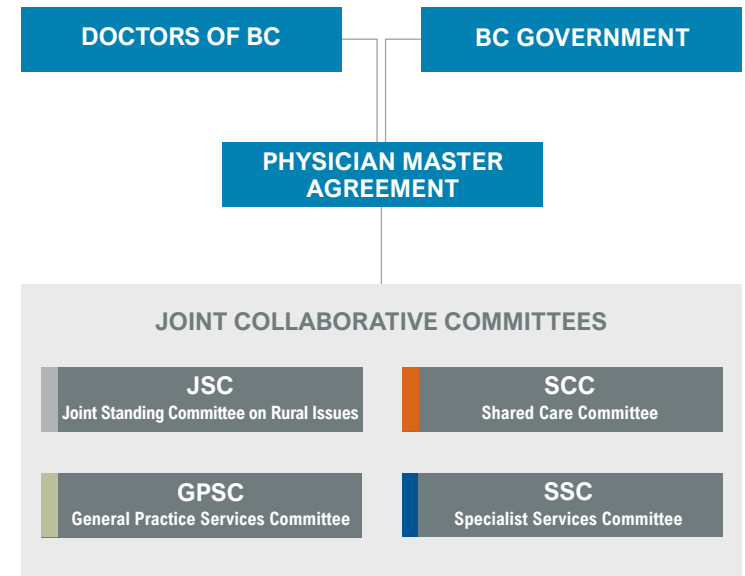 DOCTORS OF BC
BC GOVERNMENT
PHYSICIAN MASTER
AGREEMENT
JOINT COLLABORATIVE COMMITTEES
JSC
Joint Standing Committee on Rural Issues
SCC
Shared Care Committee
GPSC
General Practice Services Committee
SSC
Specialist Services Committee